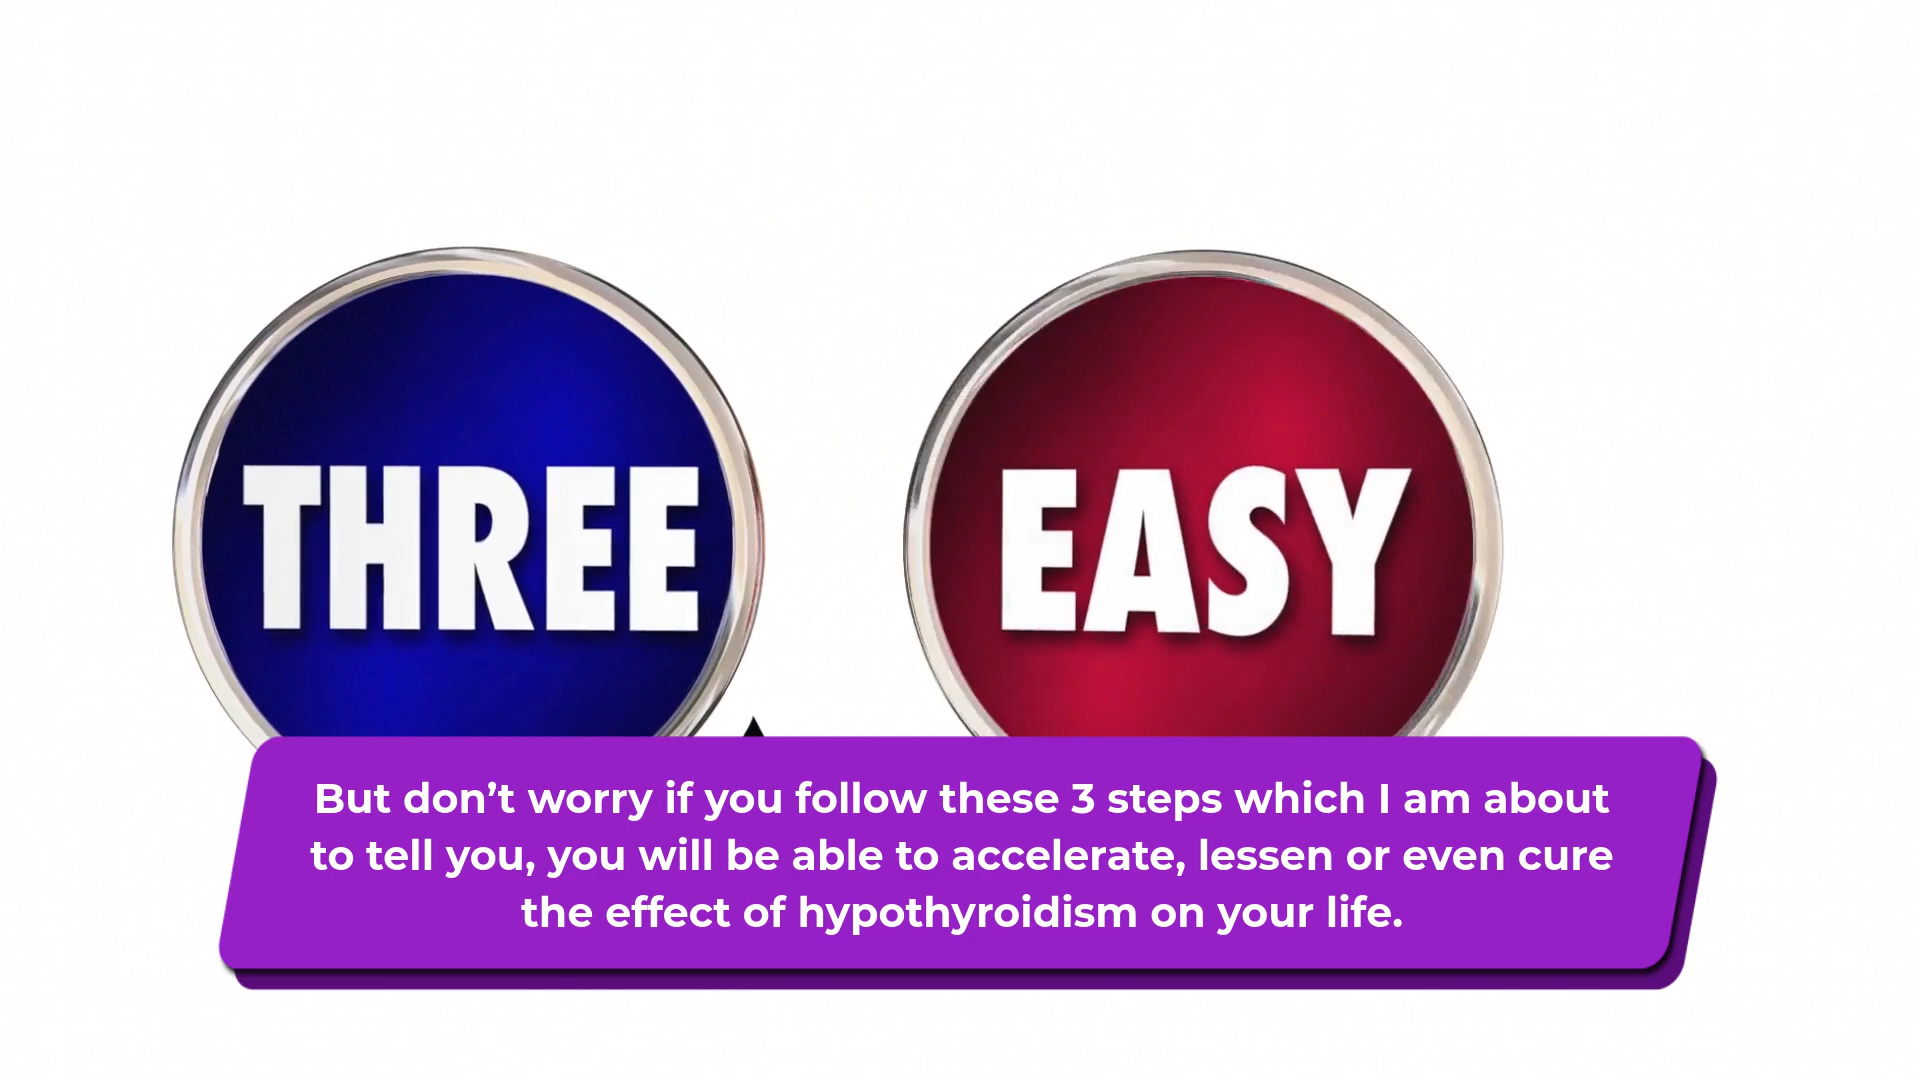 THREE
EASY
But don’t worry if you follow these 3 steps which I am about
to tell you, you will be able to accelerate, lessen or even cure
the effect of hypothyroidism on your life.